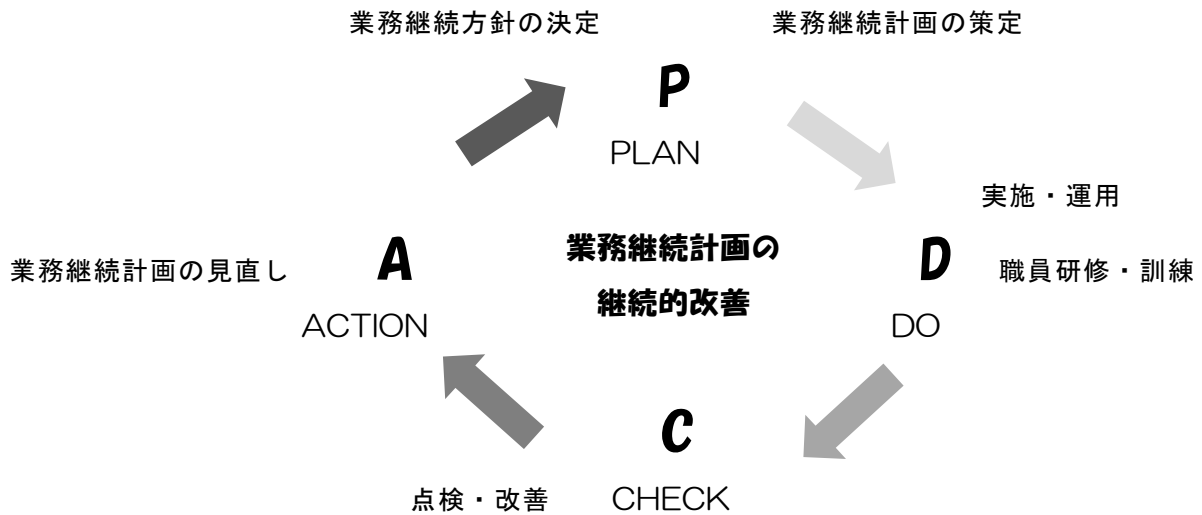 業務継続方針の決定
業務継続計画の策定
P
PLAN
実施・運用
業務継続計画の見直し
A
業務継続計画の
継続的改善
D
職員研修・訓練
ACTION
DO
C
点検・改善
CHECK